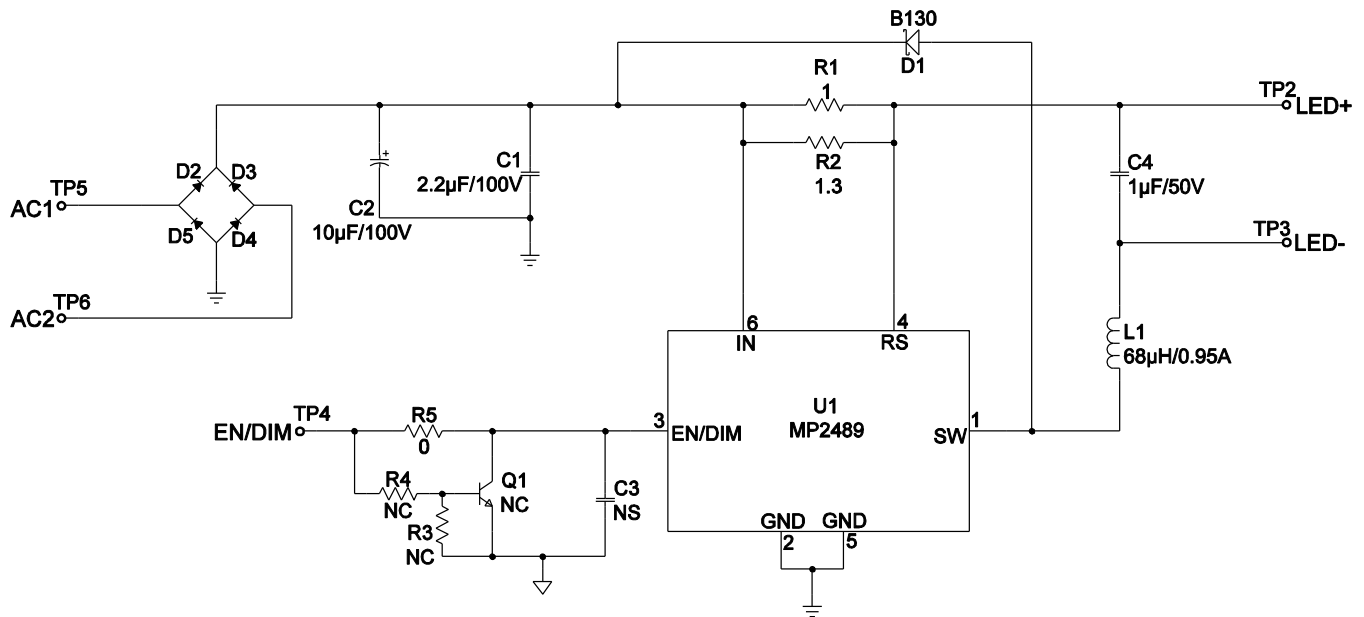 B130
D1
R1
1
TP2
LED+
R2
1.3
C1
2.2µF/100V
C4
1µF/50V
D2
D3
TP5
AC1
C2
10µF/100V
D5
D4
TP3
LED-
TP6
AC2
6
4
IN
RS
L1
68µH/0.95A
U1
MP2489
TP4
EN/DIM
R5
0
3
EN/DIM
SW
1
R4
NC
Q1
NC
C3
NS
R3
NC
GND
GND
2
5